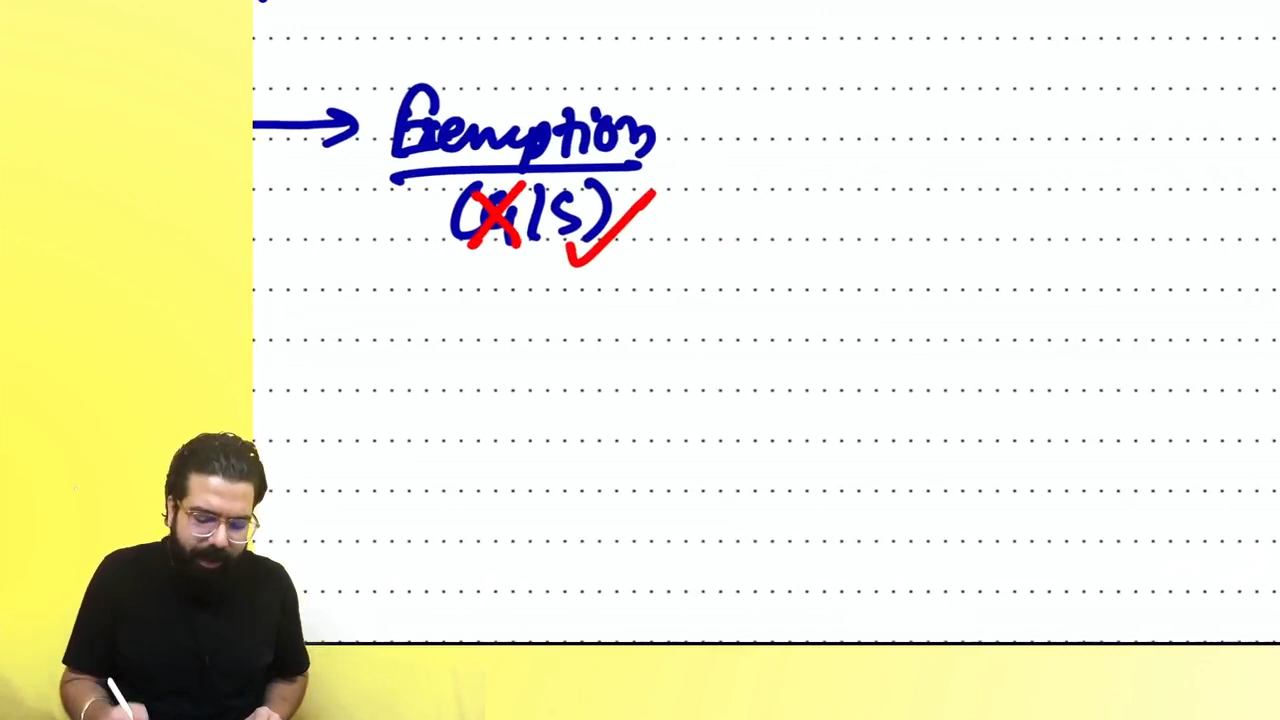 → Exemption
(G/S) ✓